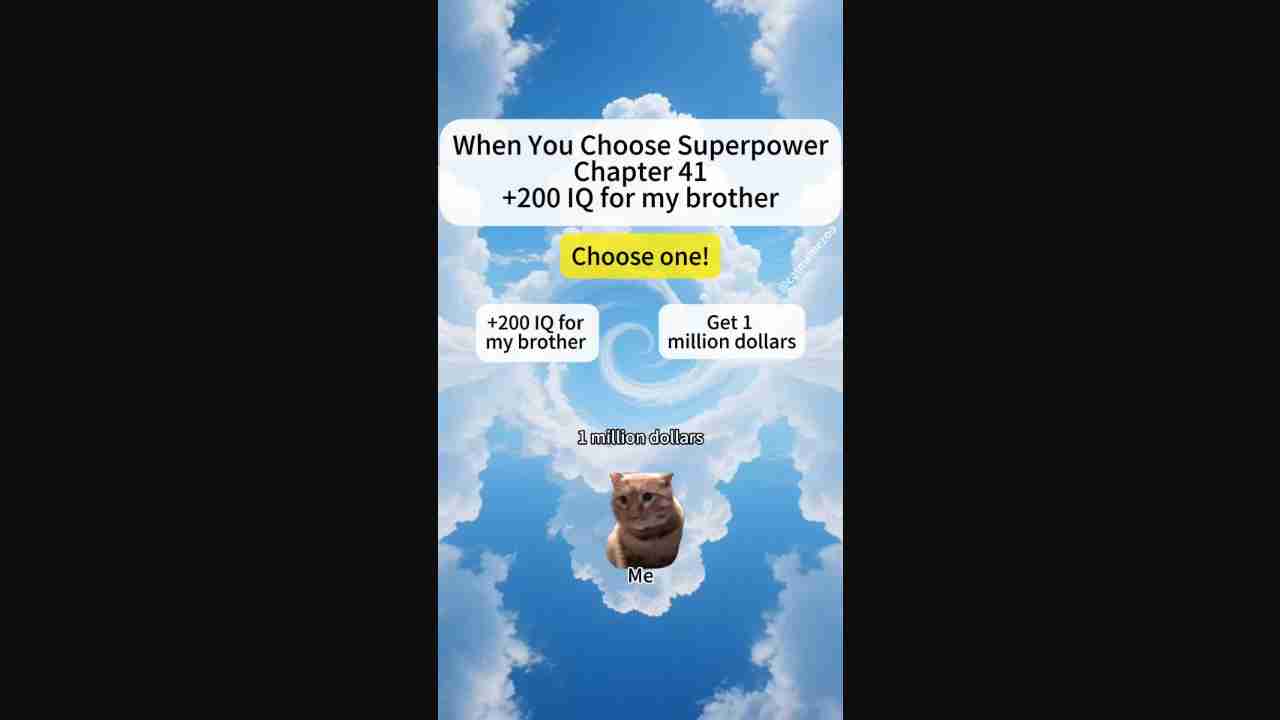 When You Choose Superpower
Chapter 41
+200 IQ for my brother
Choose one!
+200 IQ for
my brother
Get 1
million dollars
1 million dollars
Me